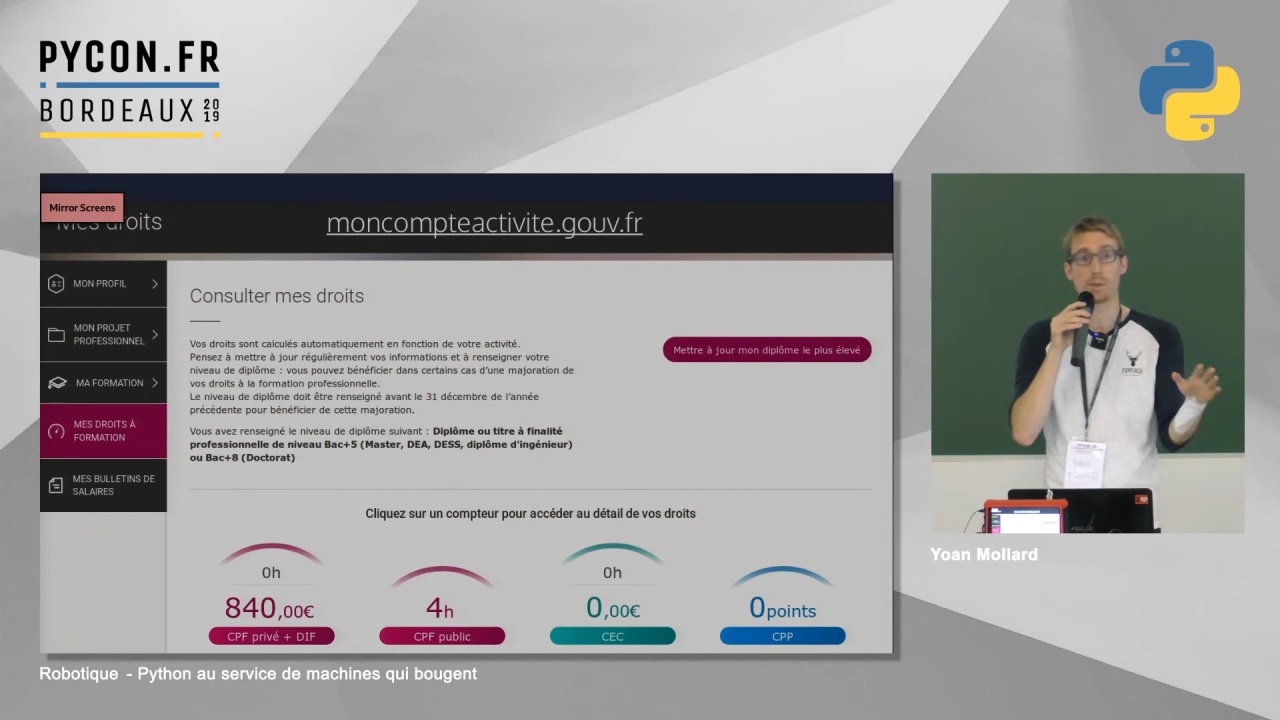 PYCON.FR
BORDEAUX 2019
Mirror Screens
Mes droits
moncompteactivite.gouv.fr
MON PROFIL
MON PROJET
PROFESSIONNEL
MA FORMATION
MES DROITS À
FORMATION
MES BULLETINS DE
SALAIRES
Consulter mes droits
Vos droits sont calculés automatiquement en fonction de votre activité.
Pensez à mettre à jour régulièrement vos informations et à renseigner votre
niveau de diplôme : vous pouvez bénéficier dans certains cas d'une majoration de
vos droits à la formation professionnelle.
Le niveau de diplôme doit être renseigné avant le 31 décembre de l'année
précédente pour bénéficier de cette majoration.
Mettre à jour mon diplôme le plus élevé
Vous avez renseigné le niveau de diplôme suivant : Diplôme ou titre à finalité
professionnelle de niveau Bac+5 (Master, DEA, DESS, diplôme d'ingénieur)
ou Bac+8 (Doctorat)
Cliquez sur un compteur pour accéder au détail de vos droits
0h
840,00€
CPF privé + DIF
4h
CPF public
0h
0,00€
CEC
0points
CPP
Yoan Mollard
Robotique - Python au service de machines qui bougent